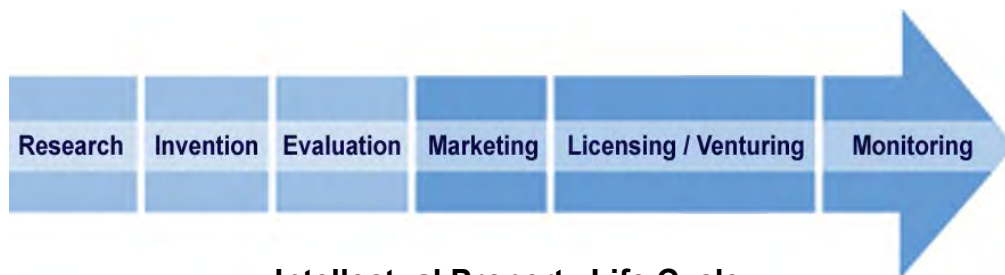 Research Invention Evaluation Marketing Licensing / Venturing Monitoring
Intellectual Property Life Cycle